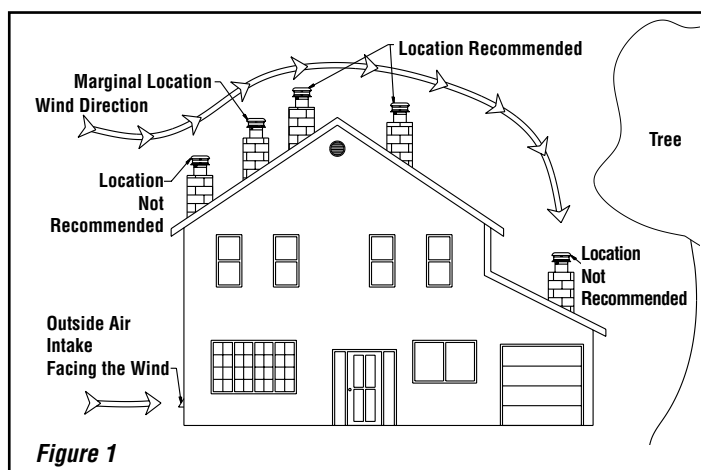 Location Recommended
Marginal Location
Wind Direction
Tree
Location
Not
Recommended
Location
Not
Recommended
Outside Air
Intake
Facing the Wind
Figure 1